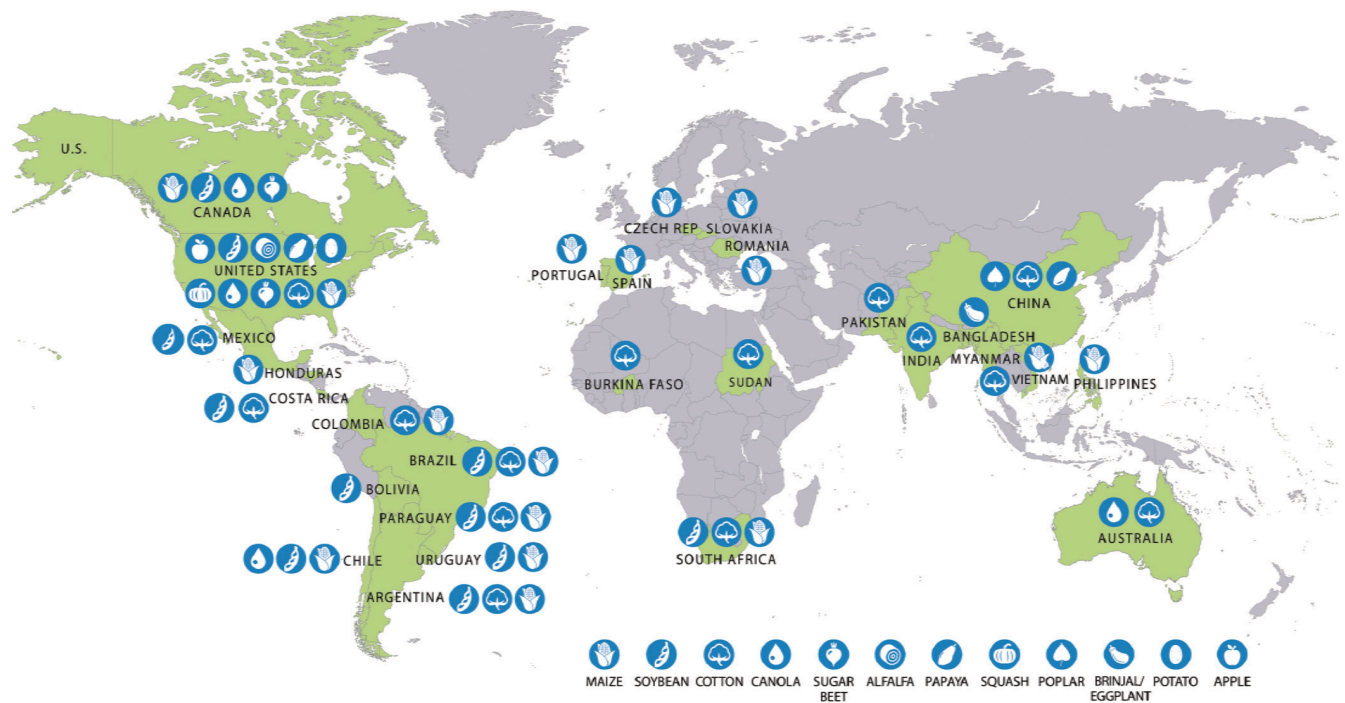 U.S.
CANADA
UNITED STATES
MEXICO
HONDURAS
COSTA RICA
COLOMBIA
BRAZIL
BOLIVIA
PARAGUAY
CHILE
URUGUAY
ARGENTINA
CZECH REP
SLOVAKIA
ROMANIA
PORTUGAL
SPAIN
BURKINA FASO
SUDAN
SOUTH AFRICA
CHINA
PAKISTAN
BANGLADESH
INDIA
MYANMAR
VIETNAM
PHILIPPINES
AUSTRALIA
MAIZE
SOYBEAN
COTTON
CANOLA
SUGAR
BEET
ALFALFA
PAPAYA
SQUASH
POPLAR
BRINJAL/
EGGPLANT
POTATO
APPLE